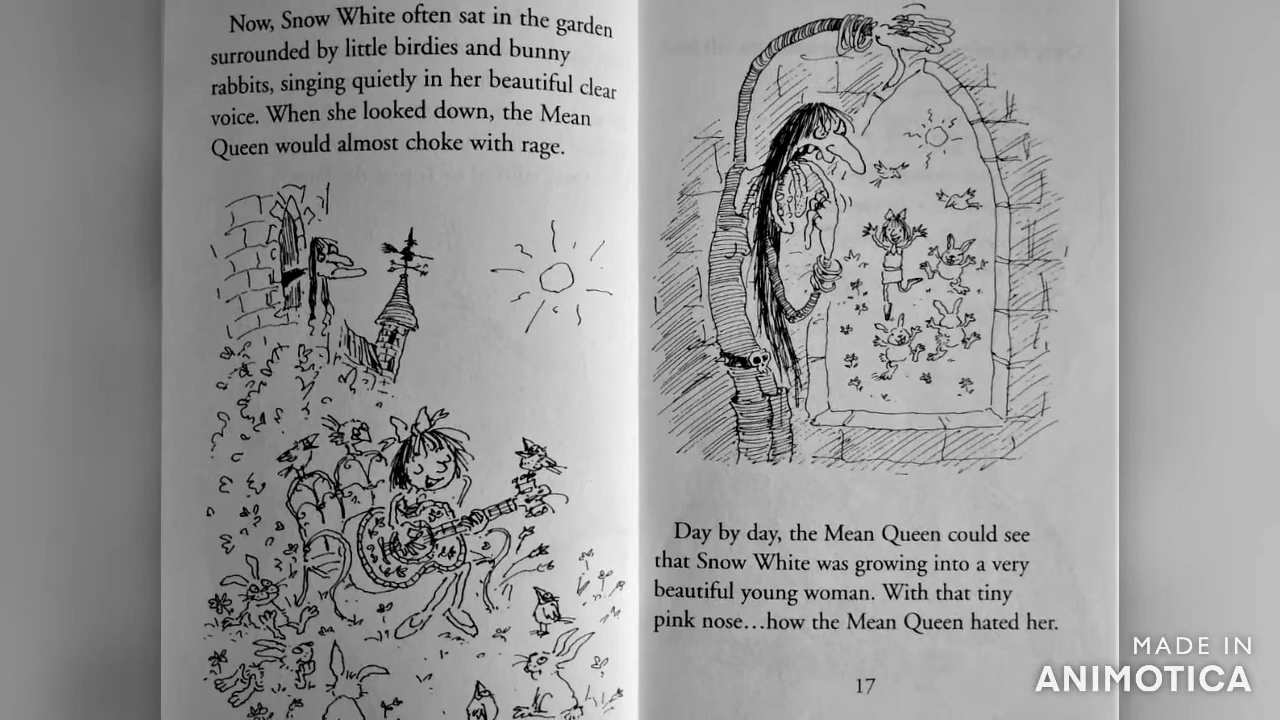 Now, Snow White often sat in the garden
surrounded by little birdies and bunny
rabbits, singing quietly in her beautiful clear
voice. When she looked down, the Mean
Queen would almost choke with rage.
Day by day, the Mean Queen could see
that Snow White was growing into a very
beautiful young woman. With that tiny
pink nose...how the Mean Queen hated her.
17
MADE IN
ANIMOTICA